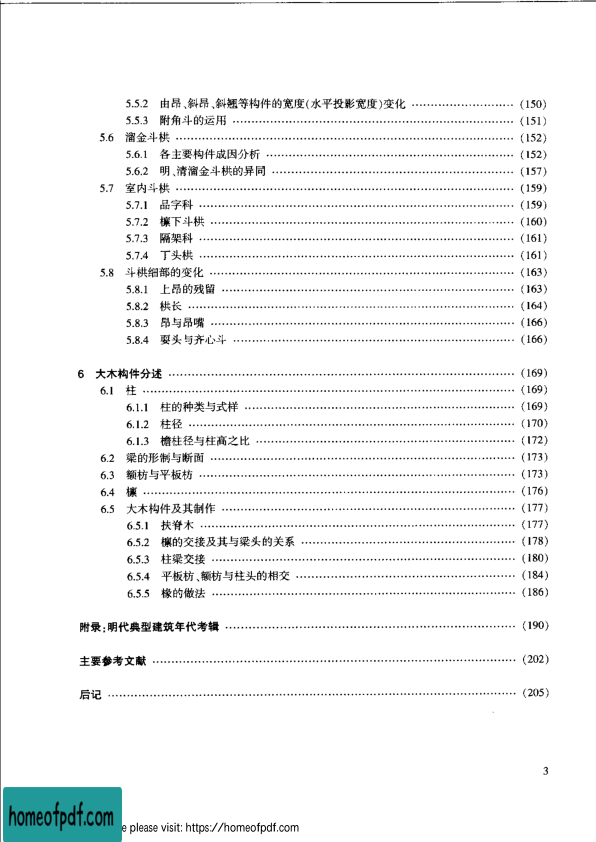 5.5.2 由昂、斜昂、斜翘等构件的宽度(水平投影宽度)变化 ………………………… (150)
5.5.3 附角斗的运用 ………………………… (151)
5.6 溜金斗栱 ………………………… (152)
5.6.1 各主要构件成因分析 ………………………… (152)
5.6.2 明、清溜金斗栱的异同 ………………………… (157)
5.7 室内斗栱 ………………………… (159)
5.7.1 品字科 ………………………… (159)
5.7.2 檩下斗栱 ………………………… (160)
5.7.3 隔架科 ………………………… (161)
5.7.4 丁头栱 ………………………… (161)
5.8 斗栱细部的变化 ………………………… (163)
5.8.1 上昂的残留 ………………………… (163)
5.8.2 栱长 ………………………… (164)
5.8.3 昂与昂嘴 ………………………… (166)
5.8.4 耍头与齐心斗 ………………………… (166)
6 大木构件分述 ………………………… (169)
6.1 柱 ………………………… (169)
6.1.1 柱的种类与式样 ………………………… (169)
6.1.2 柱径 ………………………… (170)
6.1.3 檐柱径与柱高之比 ………………………… (172)
6.2 梁的形制与断面 ………………………… (173)
6.3 额枋与平板枋 ………………………… (173)
6.4 檩 ………………………… (176)
6.5 大木构件及其制作 ………………………… (177)
6.5.1 扶脊木 ………………………… (177)
6.5.2 檩的交接及其与梁头的关系 ………………………… (178)
6.5.3 柱梁交接 ………………………… (180)
6.5.4 平板枋、额枋与柱头的相交 ………………………… (184)
6.5.5 椽的做法 ………………………… (186)
附录:明代典型建筑年代考辑 ………………………… (190)
主要参考文献 ………………………… (202)
后记 ………………………… (205)
3
homeofpdf.com
e please visit: https://homeofpdf.com